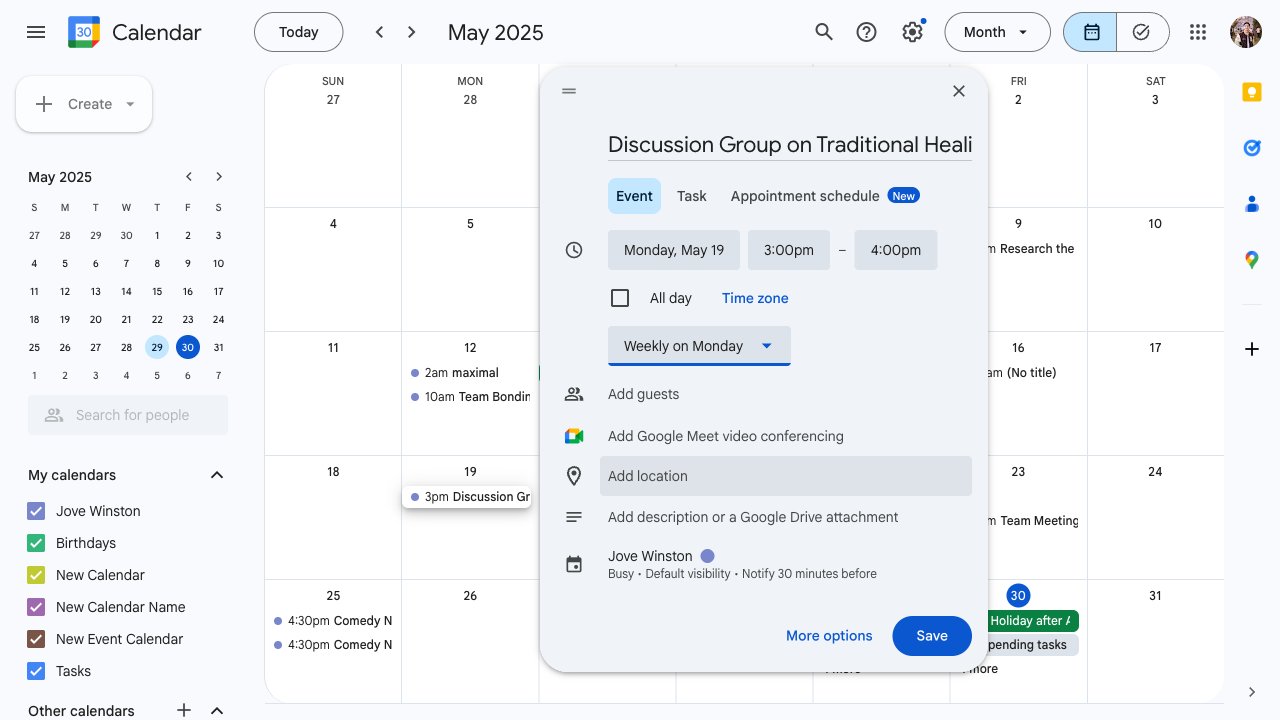 Calendar
Today
May 2025
Month
Create
May 2025
S M T W T F S
27 28 29 30 1 2 3
4 5 6 7 8 9 10
11 12 13 14 15 16 17
18 19 20 21 22 23 24
25 26 27 28 29 30 31
1 2 3 4 5 6 7
Search for people
My calendars
Jove Winston
Birthdays
New Calendar
New Calendar Name
New Event Calendar
Tasks
Other calendars
SUN MON FRI SAT
27 28 2 3
4 5 9 10
m Research the
11 12 16 17
2am maximal
am (No title)
10am Team Bondin
18 19 23 24
3pm Discussion Gr
m Team Meeting
25 26 30 31
4:30pm Comedy N
Holiday after A
4:30pm Comedy N
pending tasks
more
more
Discussion Group on Traditional Heali
Event Task Appointment schedule New
Monday, May 19 3:00pm – 4:00pm
All day Time zone
Weekly on Monday
Add guests
Add Google Meet video conferencing
Add location
Add description or a Google Drive attachment
Jove Winston
Busy • Default visibility • Notify 30 minutes before
More options Save
30